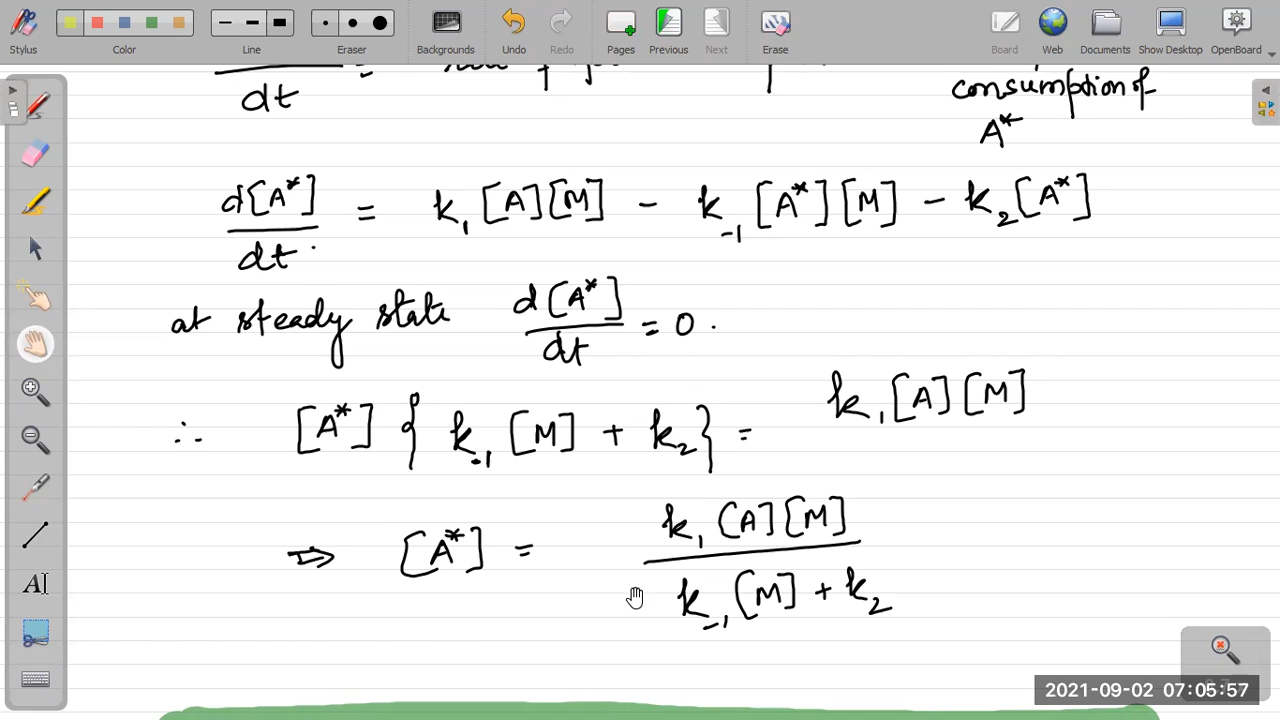 Stylus Color Line Eraser Backgrounds Undo Redo Pages Previous Next Erase Board Web Documents Show Desktop OpenBoard
dt =
consumption of
A*
d[A*]/dt = k₁[A][M] - k₋₁[A*][M] - k₂[A*]
at steady state d[A*]/dt = 0.
∴ [A*] { k₋₁[M] + k₂ } = k₁[A][M]
⇒ [A*] = k₁[A][M] / k₋₁[M] + k₂
2021-09-02 07:05:57